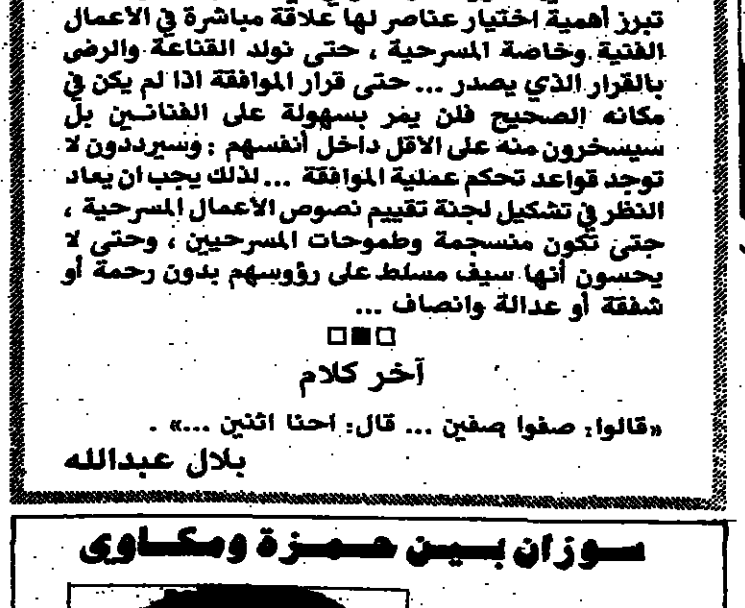 تبرز أهمية اختيار عناصر لها علاقة مباشرة في الأعمال
الفنية وخاصة المسرحية ، حتى نولد القناعة والرضى
بالقرار الذي يصدر ... حتى قرار الموافقة اذا لم يكن في
مكانه الصحيح فلن يمر بسهولة على الفنانين بل
سيسخرون منه على الاقل داخل أنفسهم : وسيرددون لا
توجد قواعد تحكم عملية الموافقة ... لذلك يجب ان يعاد
النظر في تشكيل لجنة تقييم نصوص الأعمال المسرحية ،
حتى تكون منسجمة وطموحات المسرحيين ، وحتى لا
يحسون أنها سيف مسلط على رؤوسهم بدون رحمة أو
شفقة أو عدالة وانصاف ...
آخر كلام
«قالوا: صفوا صفين ... قال: احنا اثنين ...» .
بلال عبدالله
سوزان بين حمزة ومكاوى